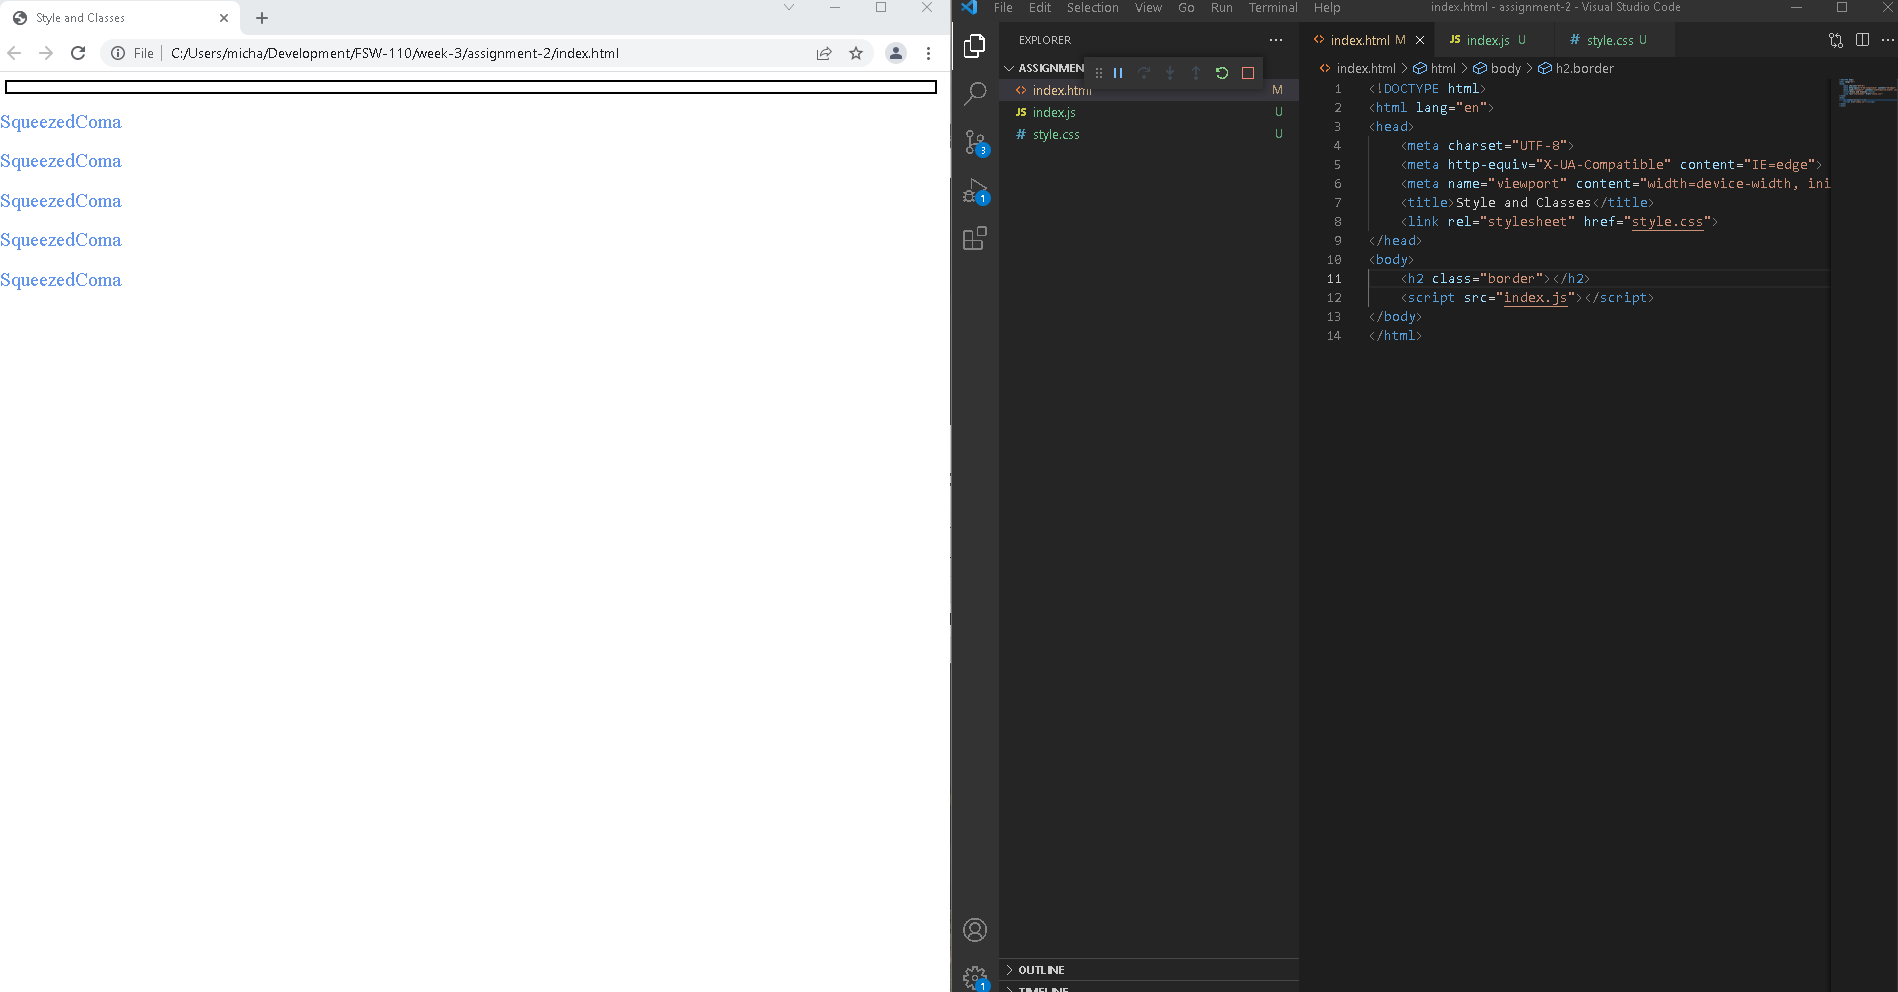 Style and Classes
File C:/Users/micha/Development/FSW-110/week-3/assignment-2/index.html
SqueezedComa
SqueezedComa
SqueezedComa
SqueezedComa
SqueezedComa
File Edit Selection View Go Run Terminal Help index.html - assignment-2 - Visual Studio Code
EXPLORER
ASSIGNMEN
index.html M
index.js U
style.css U
3
1
OUTLINE
TIMELINE
1
index.html M index.js U style.css U
index.html > html > body > h2.border
1 <!DOCTYPE html>
2 <html lang="en">
3 <head>
4 <meta charset="UTF-8">
5 <meta http-equiv="X-UA-Compatible" content="IE=edge">
6 <meta name="viewport" content="width=device-width, ini
7 <title>Style and Classes</title>
8 <link rel="stylesheet" href="style.css">
9 </head>
10 <body>
11 <h2 class="border"></h2>
12 <script src="index.js"></script>
13 </body>
14 </html>